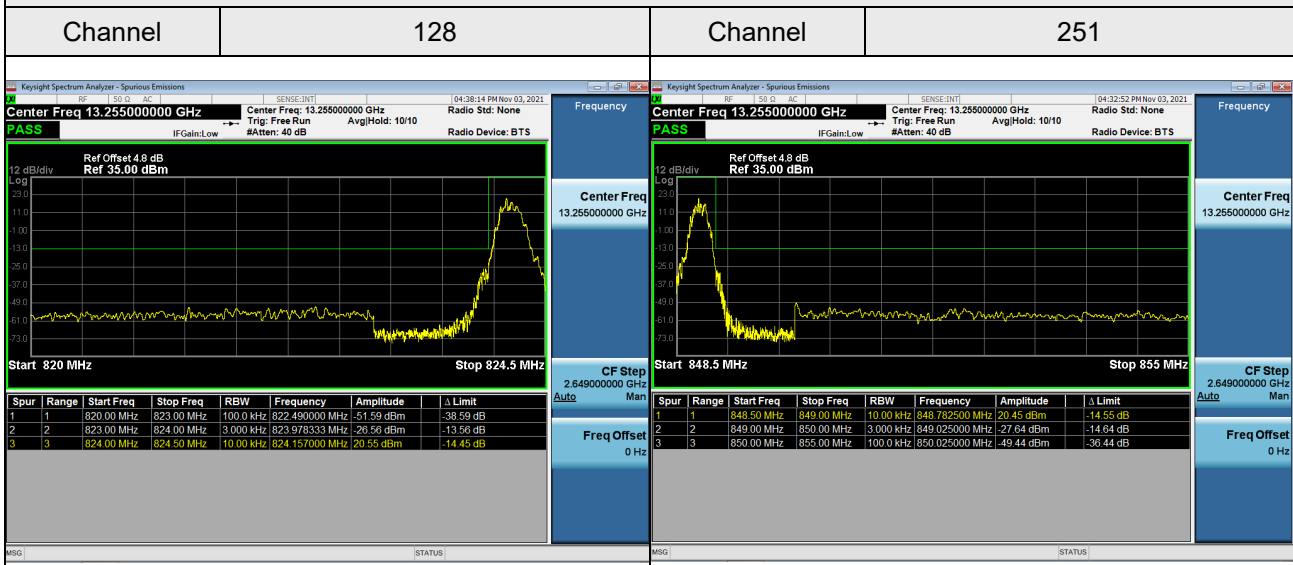 Channel 128 Channel 251
Keysight Spectrum Analyzer - Spurious Emissions
RF 50 Ω AC SENSE:INT 04:38:14 PM Nov 03, 2021
Center Freq 13.255000000 GHz Center Freq: 13.255000000 GHz Radio Std: None
Trig: Free Run Avg|Hold: 10/10
PASS IFGain:Low #Atten: 40 dB Radio Device: BTS
Ref Offset 4.8 dB
12 dB/div Ref 35.00 dBm
Log
23.0
11.0
-1.00
-13.0
-25.0
-37.0
-49.0
-61.0
-73.0
Start 820 MHz Stop 824.5 MHz
Spur Range Start Freq Stop Freq RBW Frequency Amplitude Δ Limit
1 1 820.00 MHz 823.00 MHz 100.0 kHz 822.490000 MHz -51.59 dBm -38.59 dB
2 2 823.00 MHz 824.00 MHz 3.000 kHz 823.978333 MHz -26.56 dBm -13.56 dB
3 3 824.00 MHz 824.50 MHz 10.00 kHz 824.157000 MHz 20.55 dBm -14.45 dB
MSG STATUS
Frequency
Center Freq
13.255000000 GHz
CF Step
2.649000000 GHz
Auto Man
Freq Offset
0 Hz
Keysight Spectrum Analyzer - Spurious Emissions
RF 50 Ω AC SENSE:INT 04:32:52 PM Nov 03, 2021
Center Freq 13.255000000 GHz Center Freq: 13.255000000 GHz Radio Std: None
Trig: Free Run Avg|Hold: 10/10
PASS IFGain:Low #Atten: 40 dB Radio Device: BTS
Ref Offset 4.8 dB
12 dB/div Ref 35.00 dBm
Log
23.0
11.0
-1.00
-13.0
-25.0
-37.0
-49.0
-61.0
-73.0
Start 848.5 MHz Stop 855 MHz
Spur Range Start Freq Stop Freq RBW Frequency Amplitude Δ Limit
1 1 848.50 MHz 849.00 MHz 10.00 kHz 848.782500 MHz 20.45 dBm -14.55 dB
2 2 849.00 MHz 850.00 MHz 3.000 kHz 849.025000 MHz -27.64 dBm -14.64 dB
3 3 850.00 MHz 855.00 MHz 100.0 kHz 850.025000 MHz -49.44 dBm -36.44 dB
MSG STATUS
Frequency
Center Freq
13.255000000 GHz
CF Step
2.649000000 GHz
Auto Man
Freq Offset
0 Hz